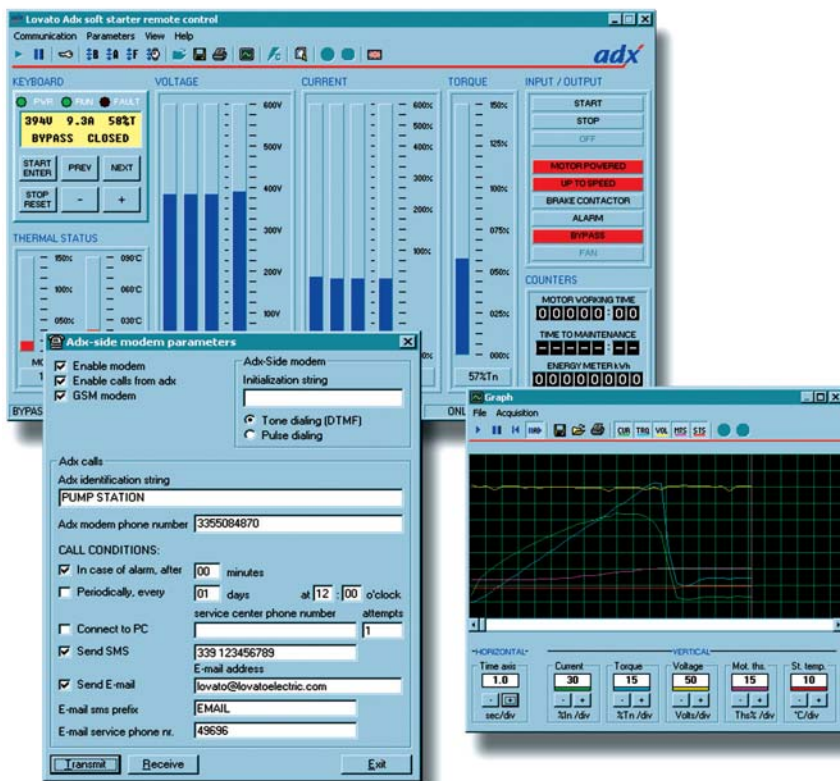 Lovato Adx soft starter remote control
Communication Parameters View Help
adx
KEYBOARD
PWR RUN FAULT
394V 9.3A 58%T
BYPASS CLOSED
START ENTER
PREV
NEXT
STOP RESET
-
+
THERMAL STATUS
150%
100%
050%
090°C
060°C
030°C
VOLTAGE
600V
500V
400V
300V
200V
100V
CURRENT
600%
500%
400%
300%
200%
100%
TORQUE
150%
125%
100%
075%
050%
025%
000%
57%Tn
INPUT / OUTPUT
START
STOP
OFF
MOTOR POWERED
UP TO SPEED
BRAKE CONTACTOR
ALARM
BYPASS
FAN
COUNTERS
MOTOR WORKING TIME
00000:00
TIME TO MAINTENANCE
-----:--
ENERGY METER kWh
00000000
Adx-side modem parameters
Enable modem
Enable calls from adx
GSM modem
Adx-Side modem
Initialization string
Tone dialing (DTMF)
Pulse dialing
Adx calls
Adx identification string
PUMP STATION
Adx modem phone number 3355084870
CALL CONDITIONS:
In case of alarm, after 00 minutes
Periodically, every 01 days at 12 : 00 o'clock
service center phone number attempts
Connect to PC 1
Send SMS 339 123456789
E-mail address
Send E-mail lovato@lovatoelectric.com
E-mail sms prefix EMAIL
E-mail service phone nr. 49696
Transmit Receive Exit
Graph
File Acquisition
CUR TRQ VOL MTS STS
HORIZONTAL
VERTICAL
Time axis
1.0
- +
sec/div
Current
30
- +
%In /div
Torque
15
- +
%Tn /div
Voltage
50
- +
Volts/div
Mot. ths.
15
- +
Ths% /div
St. temp.
10
- +
°C/div